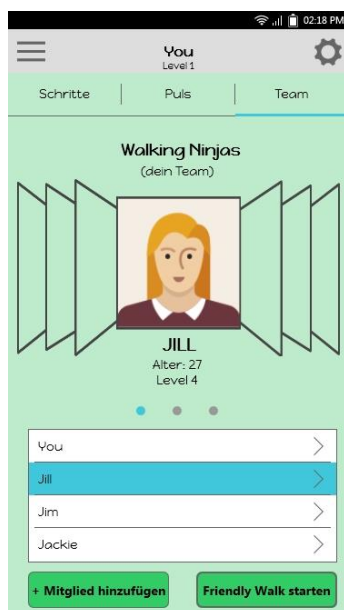 02:18 PM
You
Level 1
Schritte
Puls
Team
Walking Ninjas
(dein Team)
JILL
Alter: 27
Level 4
You
Jill
Jim
Jackie
+ Mitglied hinzufügen
Friendly Walk starten